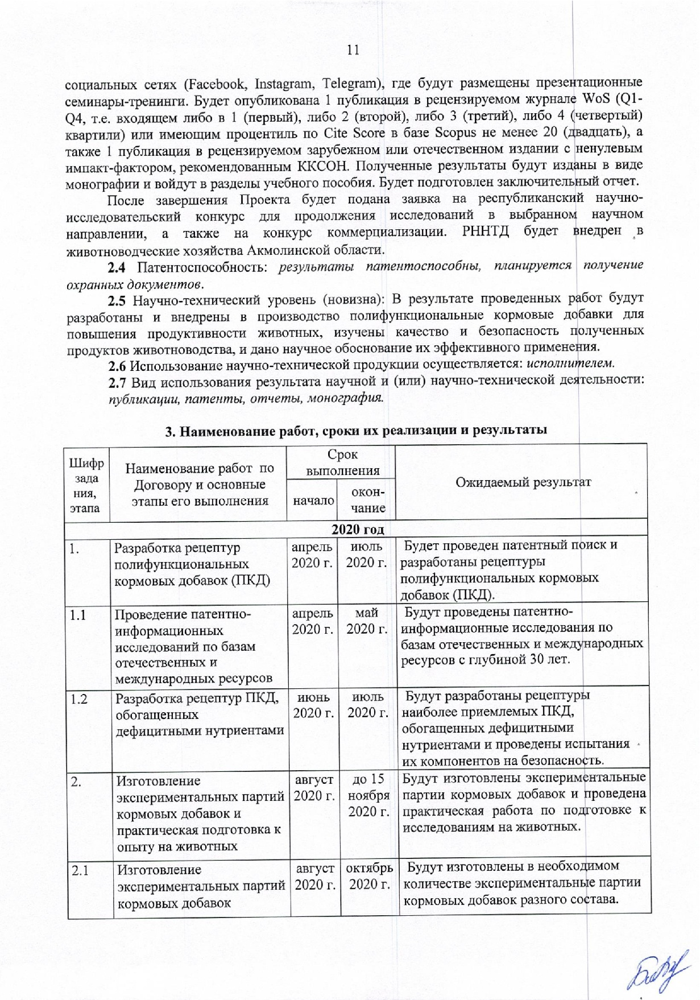 11
социальных сетях (Facebook, Instagram, Telegram), где будут размещены презентационные
семинары-тренинги. Будет опубликована 1 публикация в рецензируемом журнале WoS (Q1-
Q4, т.е. входящем либо в 1 (первый), либо 2 (второй), либо 3 (третий), либо 4 (четвертый)
квартили) или имеющим процентиль по Cite Score в базе Scopus не менее 20 (двадцать), а
также 1 публикация в рецензируемом зарубежном или отечественном издании с ненулевым
импакт-фактором, рекомендованным ККСОН. Полученные результаты будут изданы в виде
монографии и войдут в разделы учебного пособия. Будет подготовлен заключительный отчет.
После завершения Проекта будет подана заявка на республиканский научно-
исследовательский конкурс для продолжения исследований в выбранном научном
направлении, а также на конкурс коммерциализации. РННТД будет внедрен в
животноводческие хозяйства Акмолинской области.
2.4 Патентоспособность: результаты патентоспособны, планируется получение
охранных документов.
2.5 Научно-технический уровень (новизна): В результате проведенных работ будут
разработаны и внедрены в производство полифункциональные кормовые добавки для
повышения продуктивности животных, изучены качество и безопасность полученных
продуктов животноводства, и дано научное обоснование их эффективного применения.
2.6 Использование научно-технической продукции осуществляется: исполнителем.
2.7 Вид использования результата научной и (или) научно-технической деятельности:
публикации, патенты, отчеты, монография.
3. Наименование работ, сроки их реализации и результаты
Шифр
зада
ния,
этапа
Наименование работ по
Договору и основные
этапы его выполнения
Срок
выполнения
начало
окон-
чание
Ожидаемый результат
2020 год
1.
Разработка рецептур
полифункциональных
кормовых добавок (ПКД)
апрель
2020 г.
июль
2020 г.
Будет проведен патентный поиск и
разработаны рецептуры
полифункциональных кормовых
добавок (ПКД).
1.1
Проведение патентно-
информационных
исследований по базам
отечественных и
международных ресурсов
апрель
2020 г.
май
2020 г.
Будут проведены патентно-
информационные исследования по
базам отечественных и международных
ресурсов с глубиной 30 лет.
1.2
Разработка рецептур ПКД,
обогащенных
дефицитными нутриентами
июнь
2020 г.
июль
2020 г.
Будут разработаны рецептуры
наиболее приемлемых ПКД,
обогащенных дефицитными
нутриентами и проведены испытания
их компонентов на безопасность.
2.
Изготовление
экспериментальных партий
кормовых добавок и
практическая подготовка к
опыту на животных
август
2020 г.
до 15
ноября
2020 г.
Будут изготовлены экспериментальные
партии кормовых добавок и проведена
практическая работа по подготовке к
исследованиям на животных.
2.1
Изготовление
экспериментальных партий
кормовых добавок
август
2020 г.
октябрь
2020 г.
Будут изготовлены в необходимом
количестве экспериментальные партии
кормовых добавок разного состава.